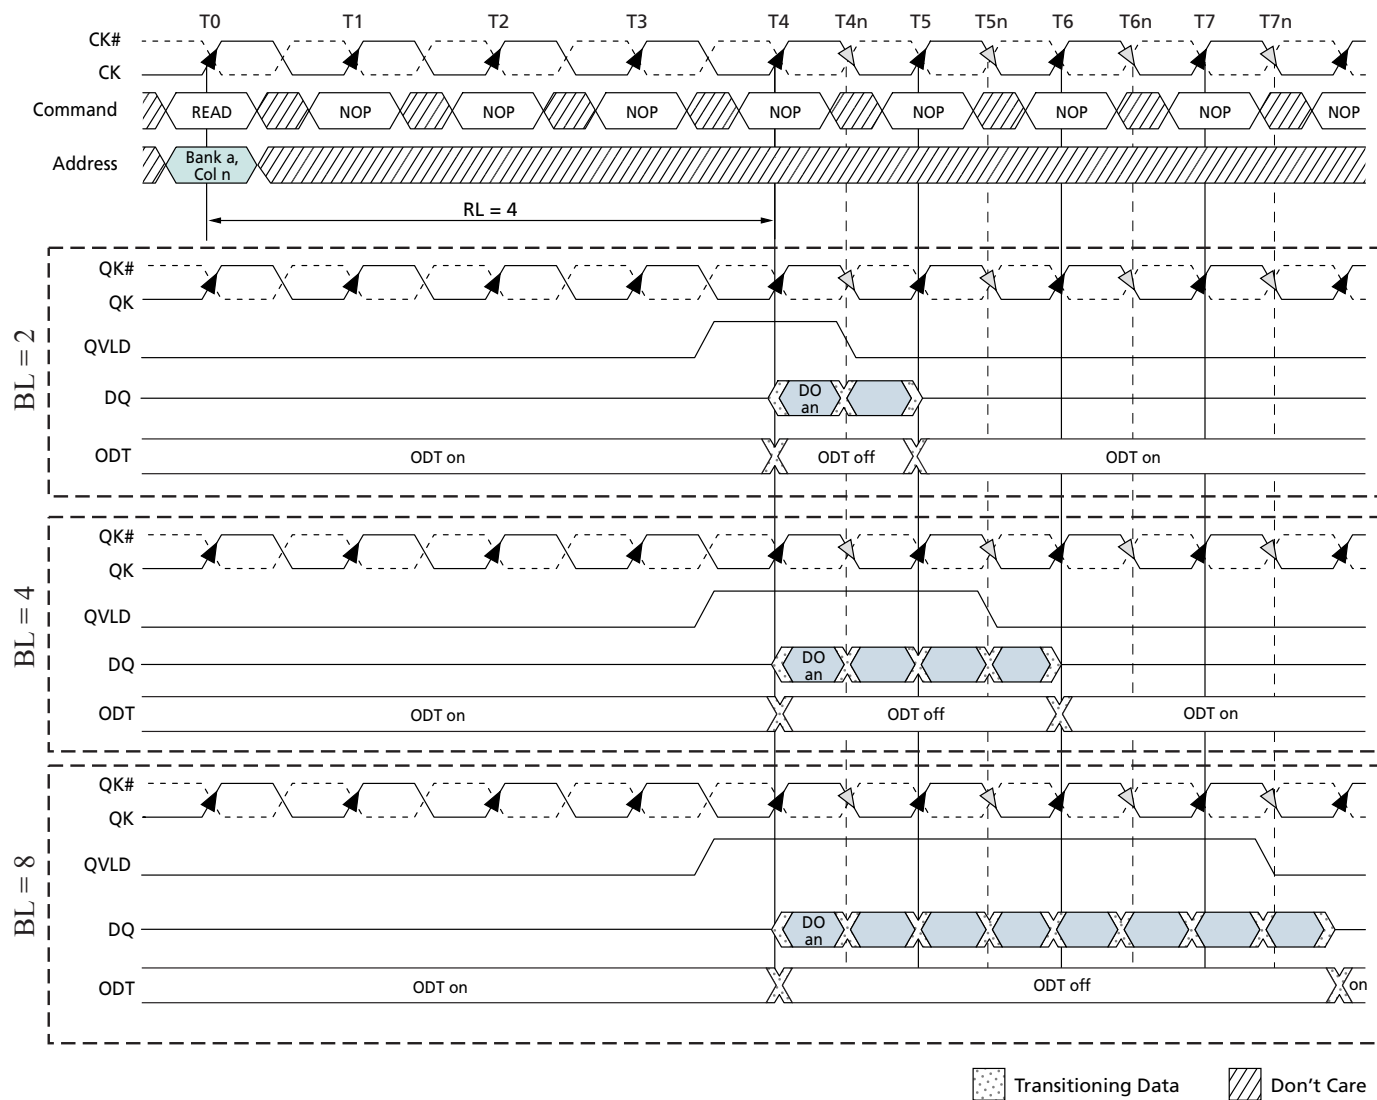 T0 T1 T2 T3 T4 T4n T5 T5n T6 T6n T7 T7n
CK#
CK
Command READ NOP NOP NOP NOP NOP NOP NOP NOP
Address Bank a,
Col n
RL = 4
BL = 2
QK#
QK
QVLD
DQ DO
an
ODT ODT on ODT off ODT on
BL = 4
QK#
QK
QVLD
DQ DO
an
ODT ODT on ODT off ODT on
BL = 8
QK#
QK
QVLD
DQ DO
an
ODT ODT on ODT off on
Transitioning Data Don't Care